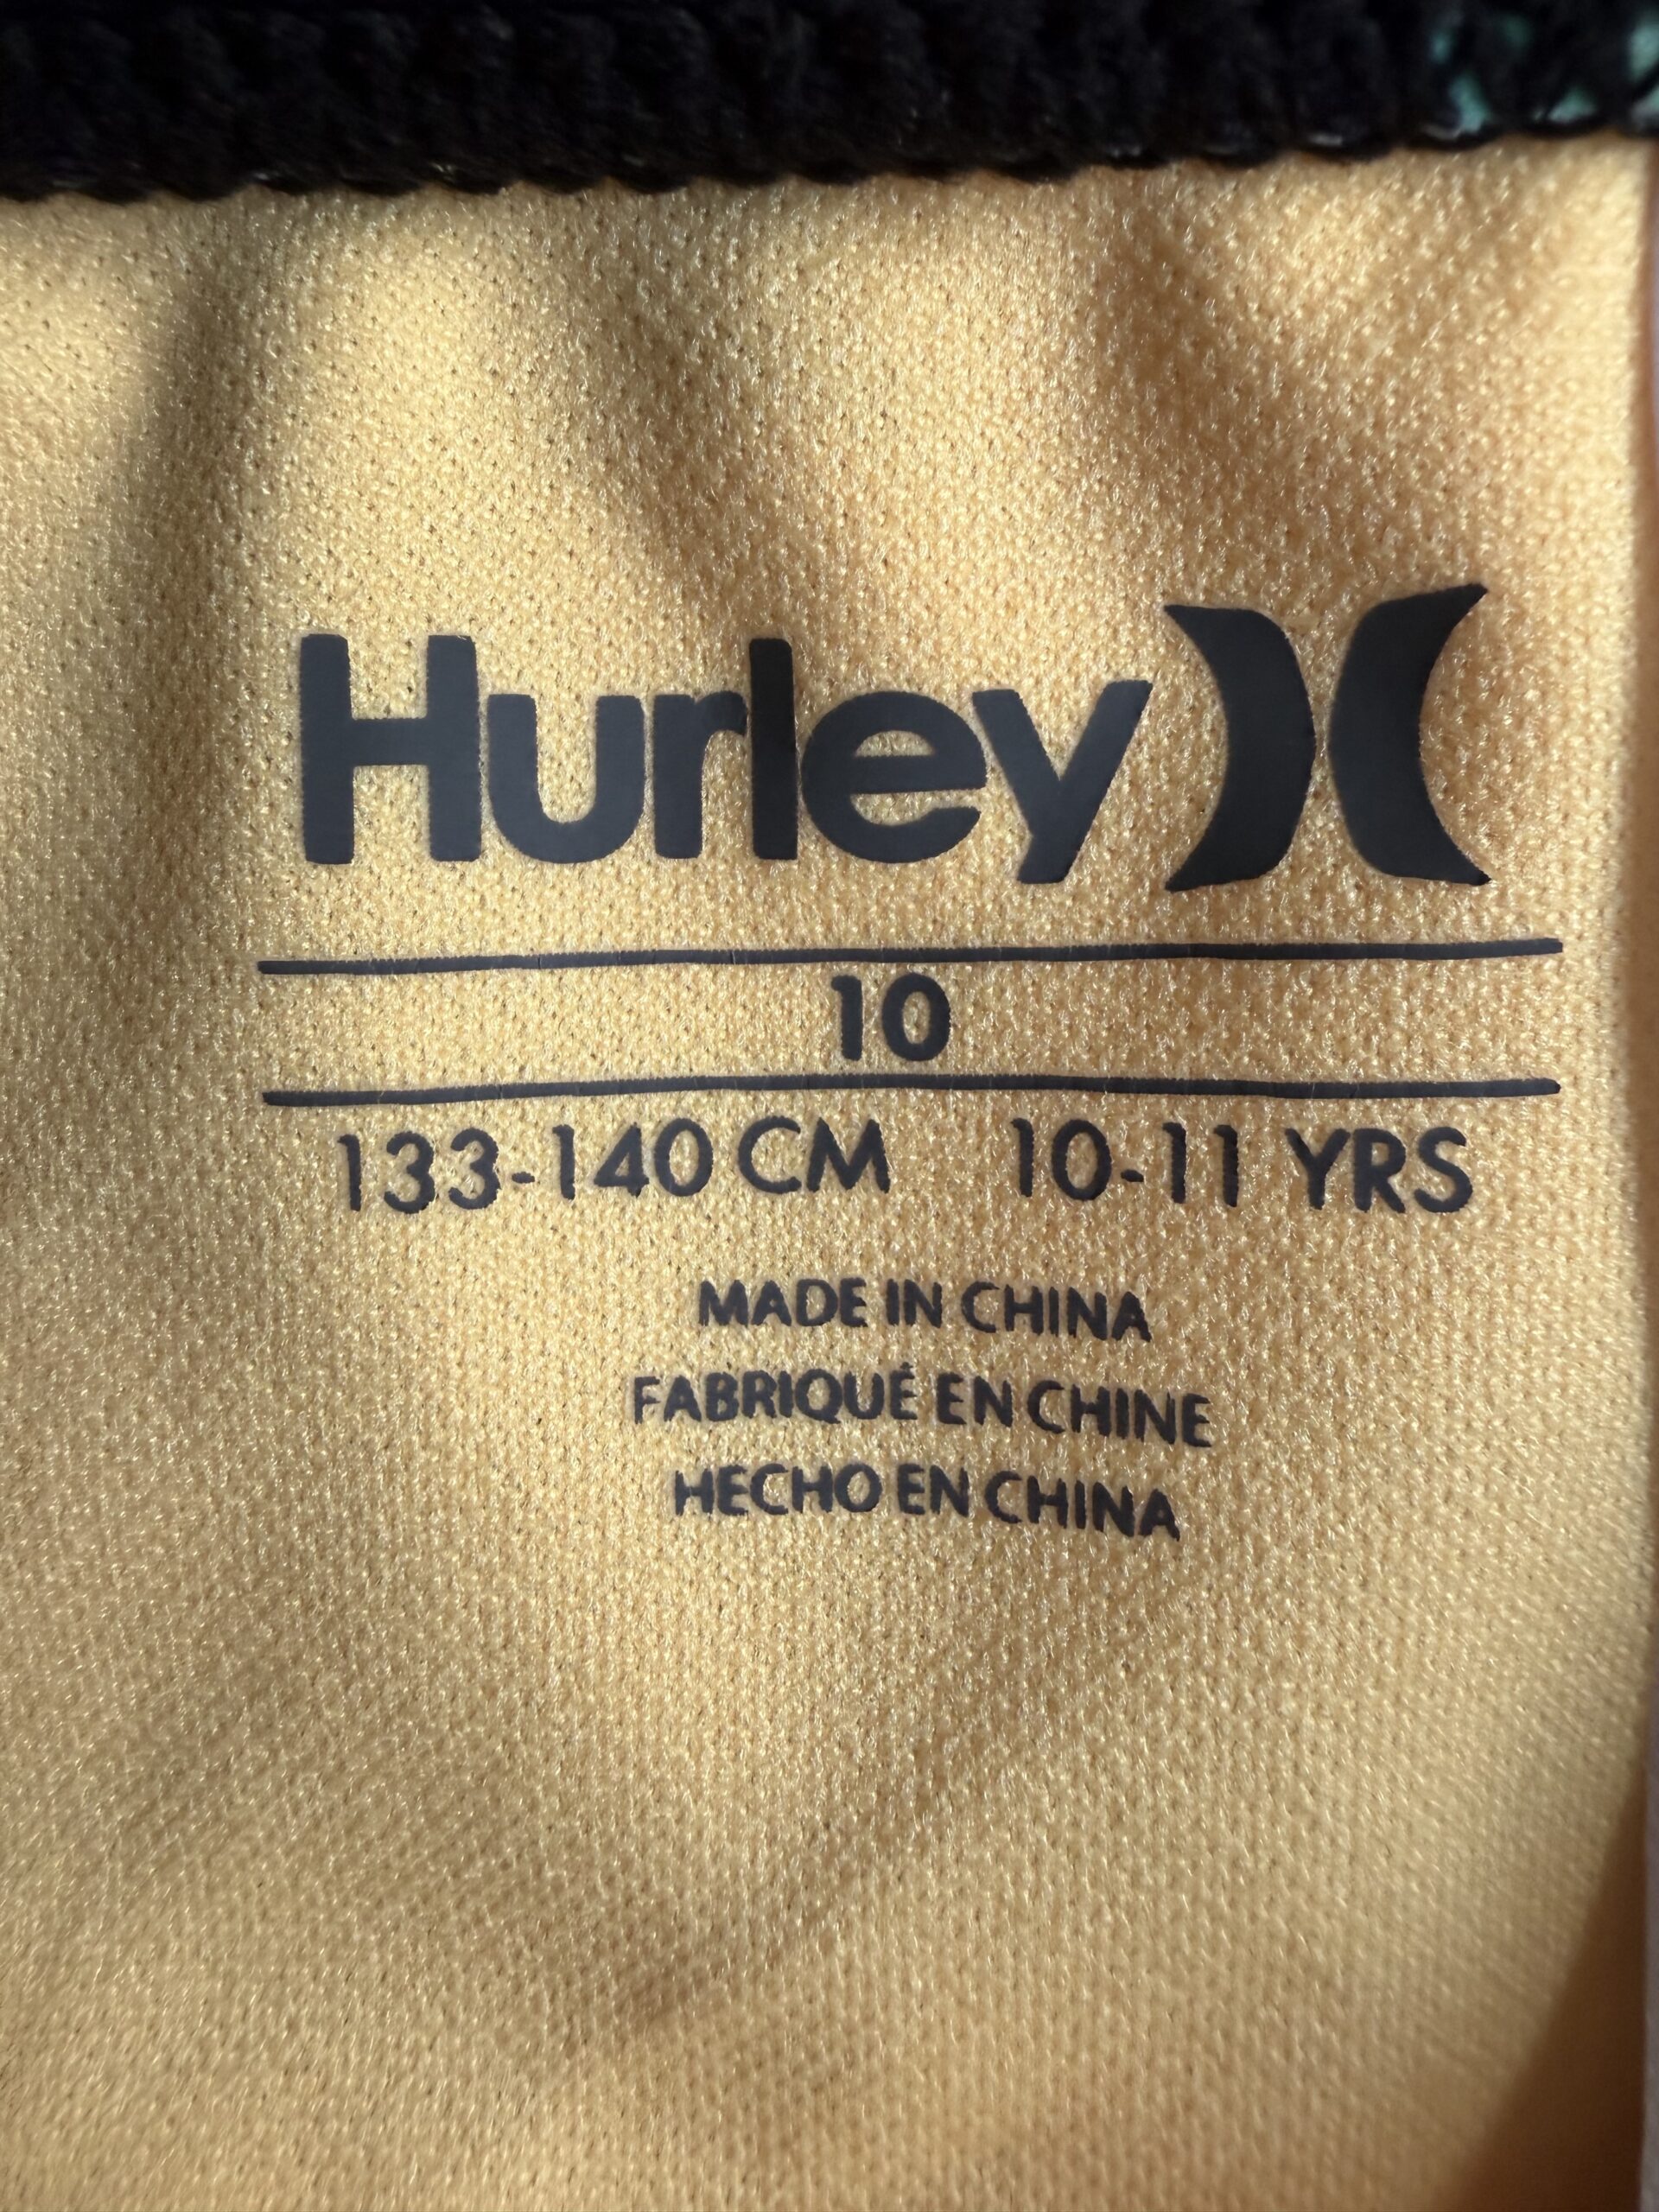 Hurley
10
133-140 CM 10-11 YRS
MADE IN CHINA
FABRIQUÉ EN CHINE
HECHO EN CHINA